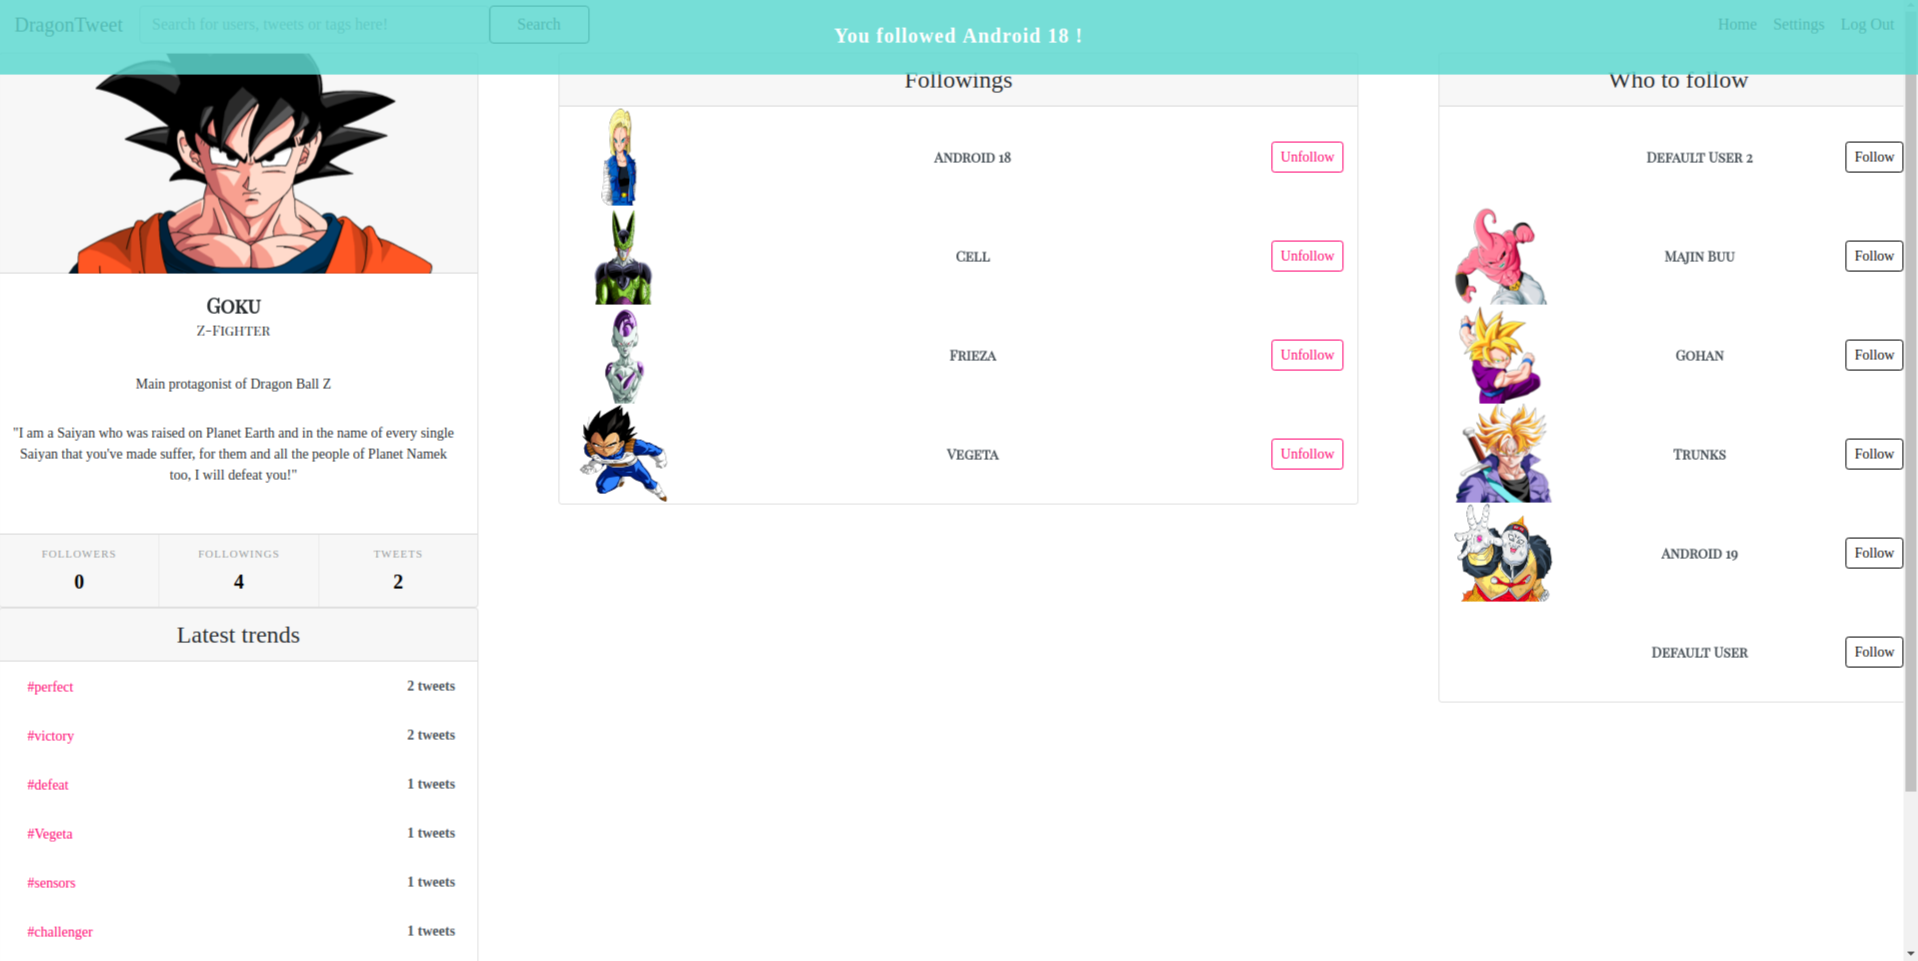 DragonTweet
Search for users, tweets or tags here!
Search
You followed Android 18 !
Home
Settings
Log Out
Goku
Z-Fighter
Main protagonist of Dragon Ball Z
"I am a Saiyan who was raised on Planet Earth and in the name of every single
Saiyan that you've made suffer, for them and all the people of Planet Namek
too, I will defeat you!"
FOLLOWERS
0
FOLLOWINGS
4
TWEETS
2
Latest trends
#perfect 2 tweets
#victory 2 tweets
#defeat 1 tweets
#Vegeta 1 tweets
#sensors 1 tweets
#challenger 1 tweets
Followings
Android 18 Unfollow
Cell Unfollow
Frieza Unfollow
Vegeta Unfollow
Who to follow
Default User 2 Follow
Majin Buu Follow
Gohan Follow
Trunks Follow
Android 19 Follow
Default User Follow